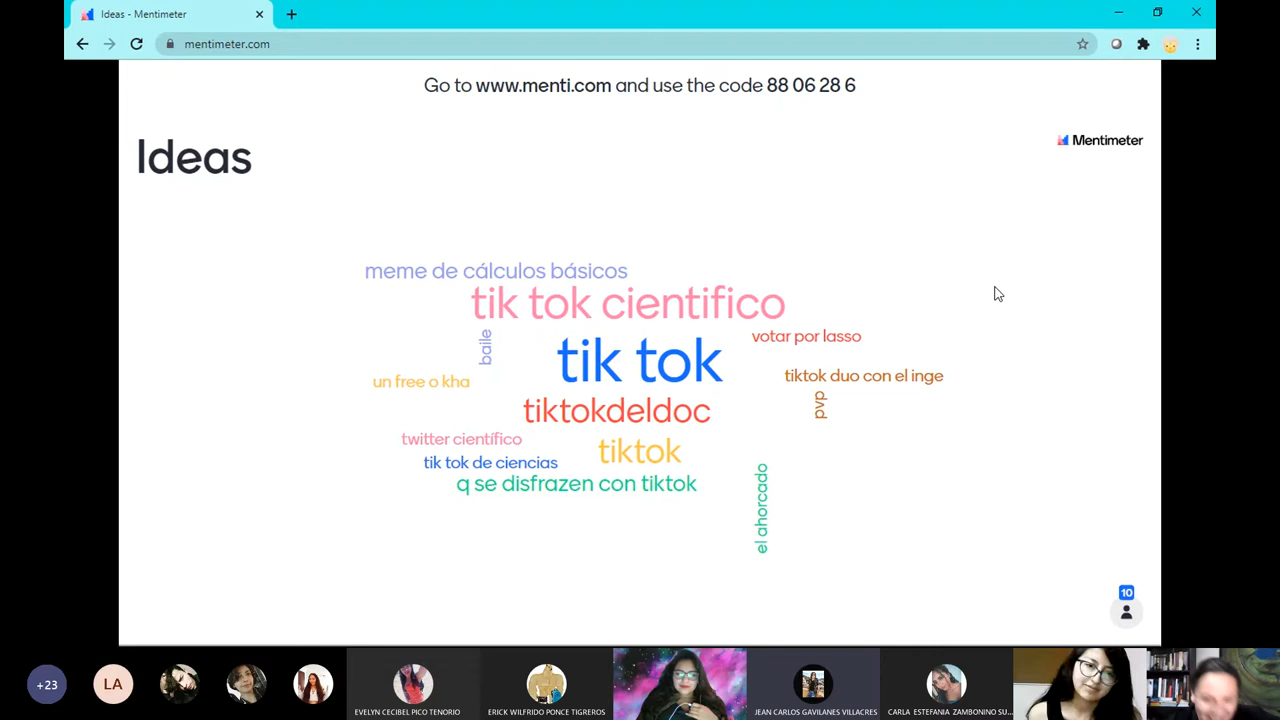 Ideas - Mentimeter
mentimeter.com
Go to www.menti.com and use the code 88 06 28 6
Mentimeter
Ideas
meme de cálculos básicos
tik tok cientifico
baile
tik tok
votar por lasso
un free o kha
tiktok duo con el inge
pvp
tiktokdeldoc
twitter científico
tiktok
tik tok de ciencias
q se disfrazen con tiktok
el ahorcado
10
+23
LA
EVELYN CECIBEL PICO TENORIO
ERICK WILFRIDO PONCE TIGREROS
JEAN CARLOS GAVILANES VILLACRES
CARLA ESTEFANIA ZAMBONINO SU...